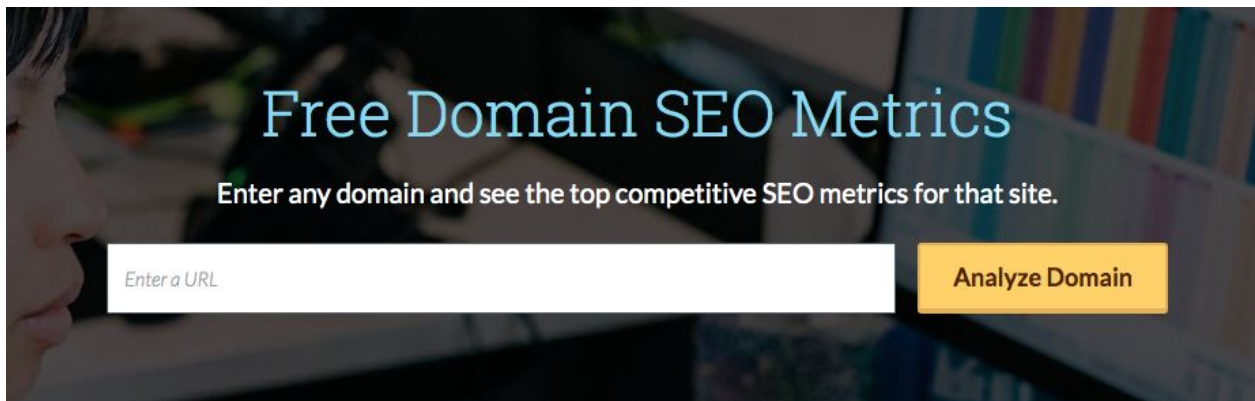 Free Domain SEO Metrics
Enter any domain and see the top competitive SEO metrics for that site.
Enter a URL
Analyze Domain